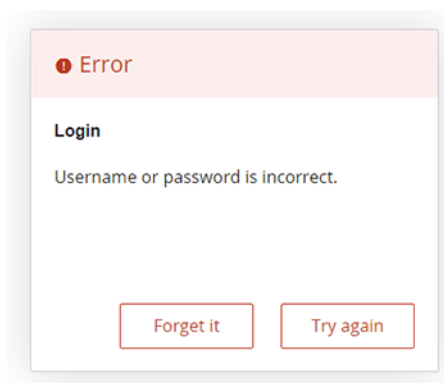 Error
Login
Username or password is incorrect.
Forget it
Try again